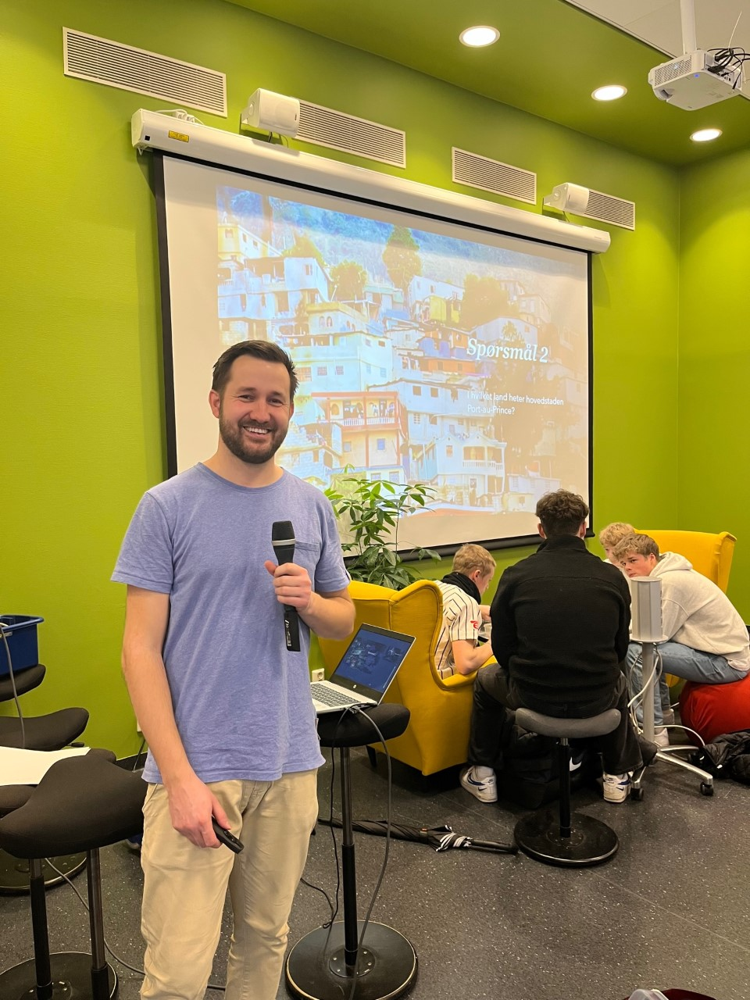 Spørsmål 2
I hvilket land heter hovedstaden
Port-au-Prince?